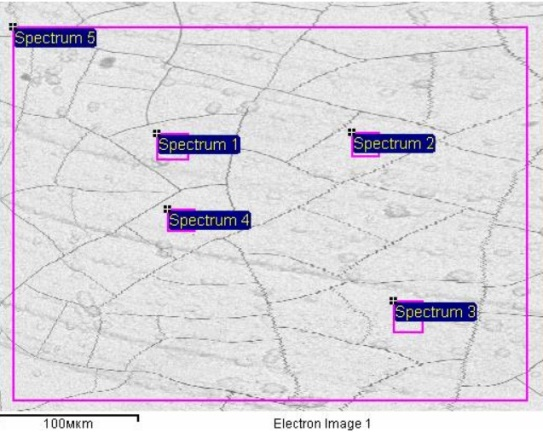 Spectrum 5
Spectrum 1
Spectrum 2
Spectrum 4
Spectrum 3
100мкm
Electron Image 1